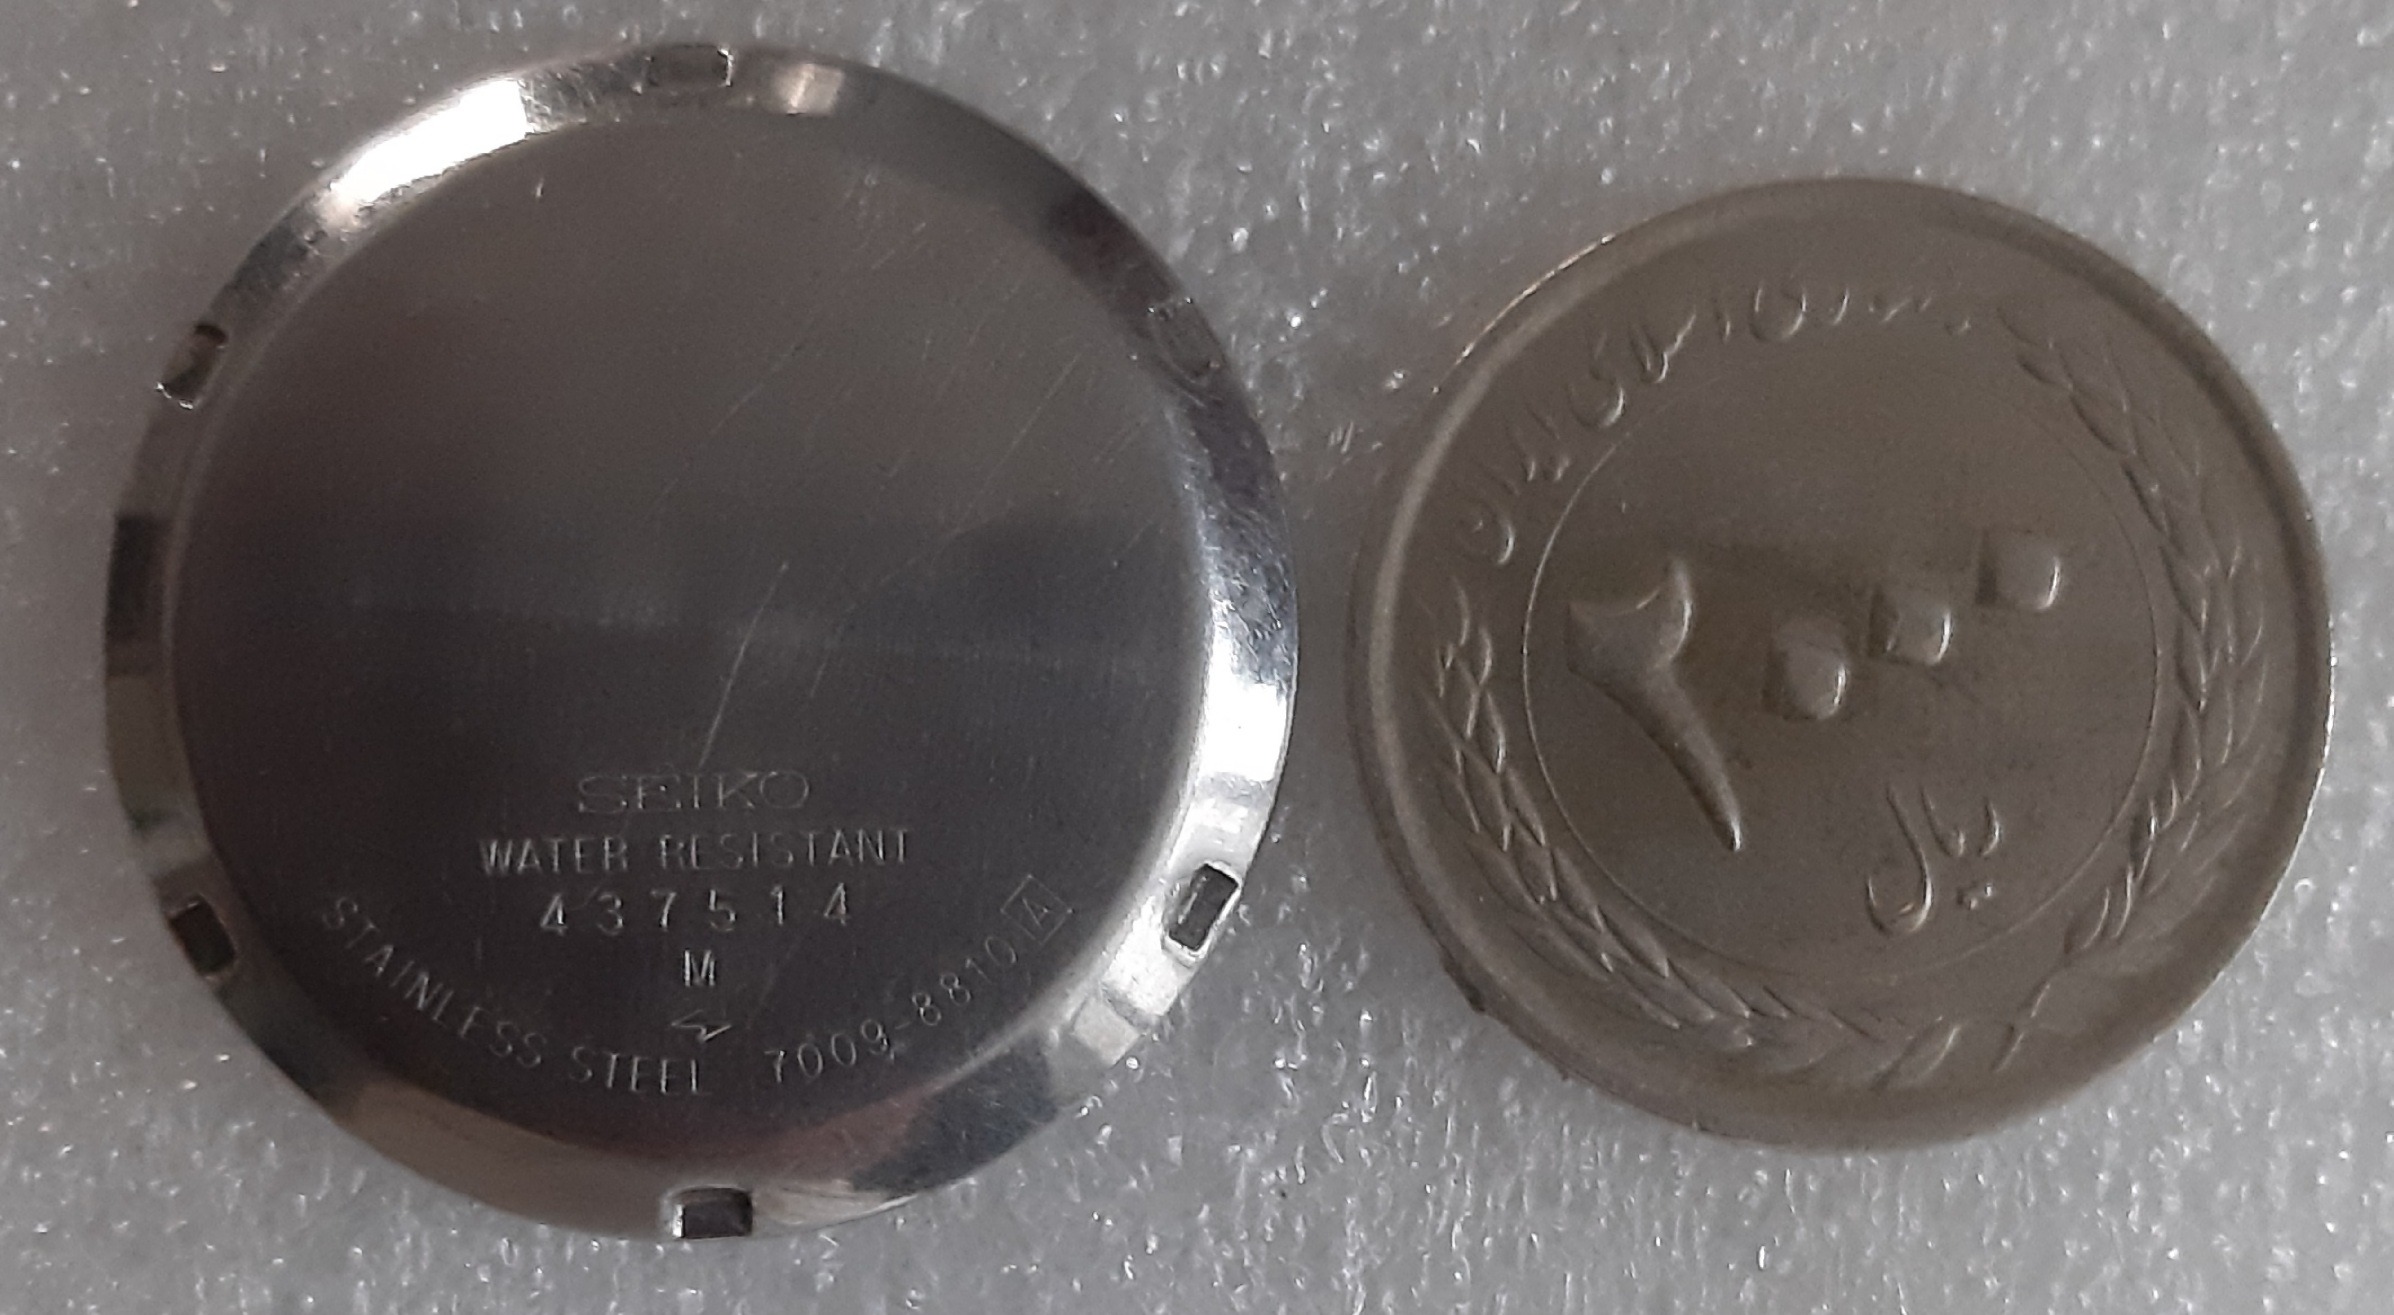 SEIKO
WATER RESISTANT
437514
M
STAINLESS STEEL 7009-8810 A
جمهوری اسلامی ایران
۲۰۰۰
ریال